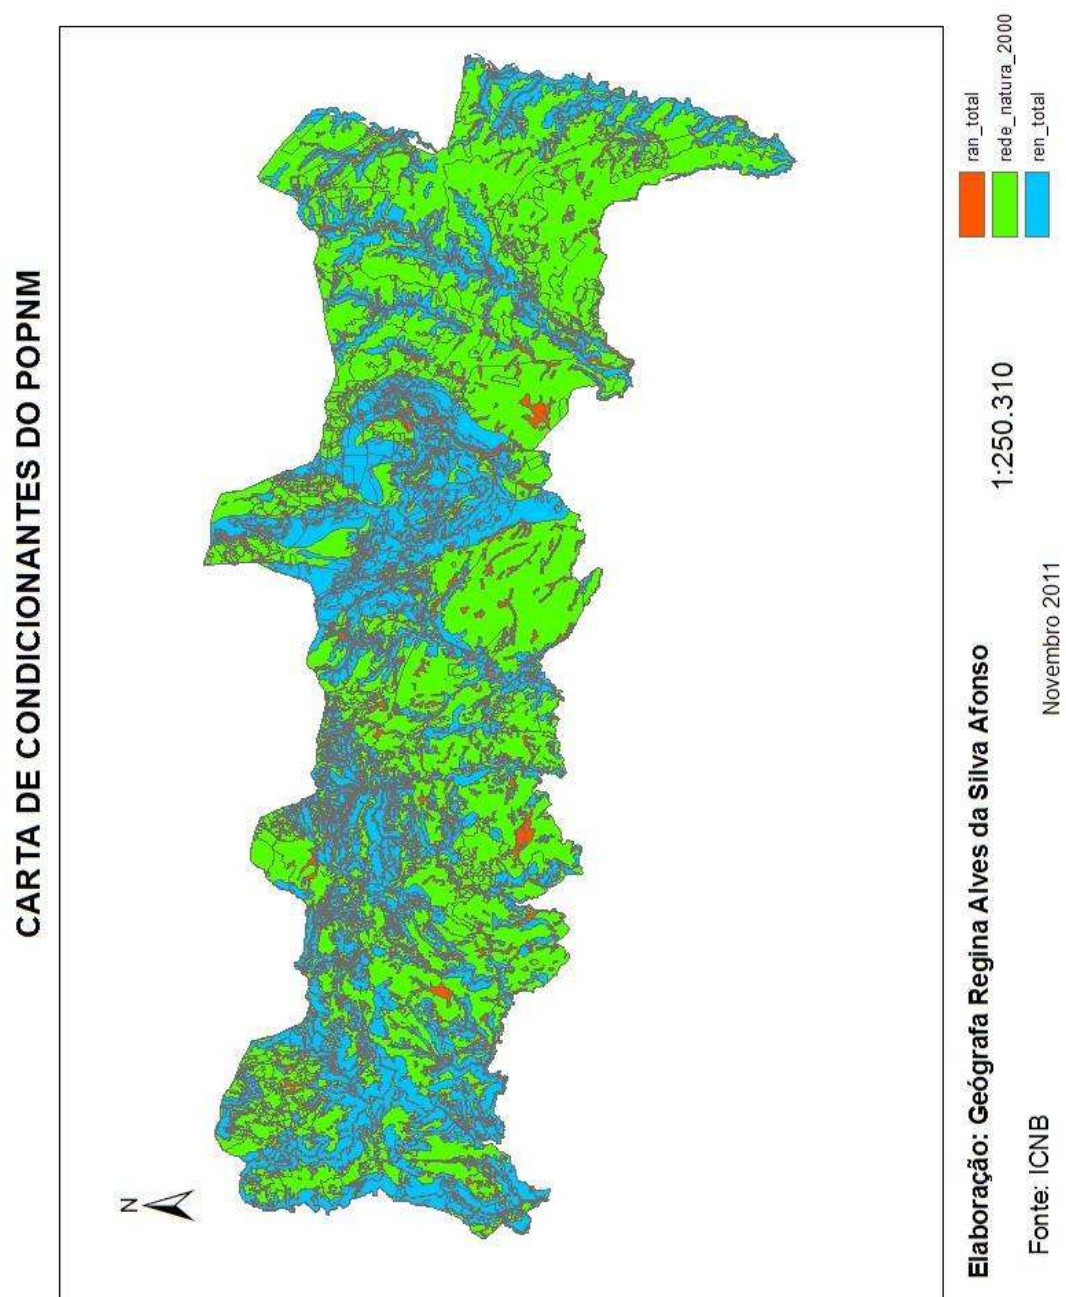 CARTA DE CONDICIONANTES DO POPNM
N
ran_total
rede_natura_2000
ren_total
1:250.310
Elaboração: Geógrafa Regina Alves da Silva Afonso
Novembro 2011
Fonte: ICNB